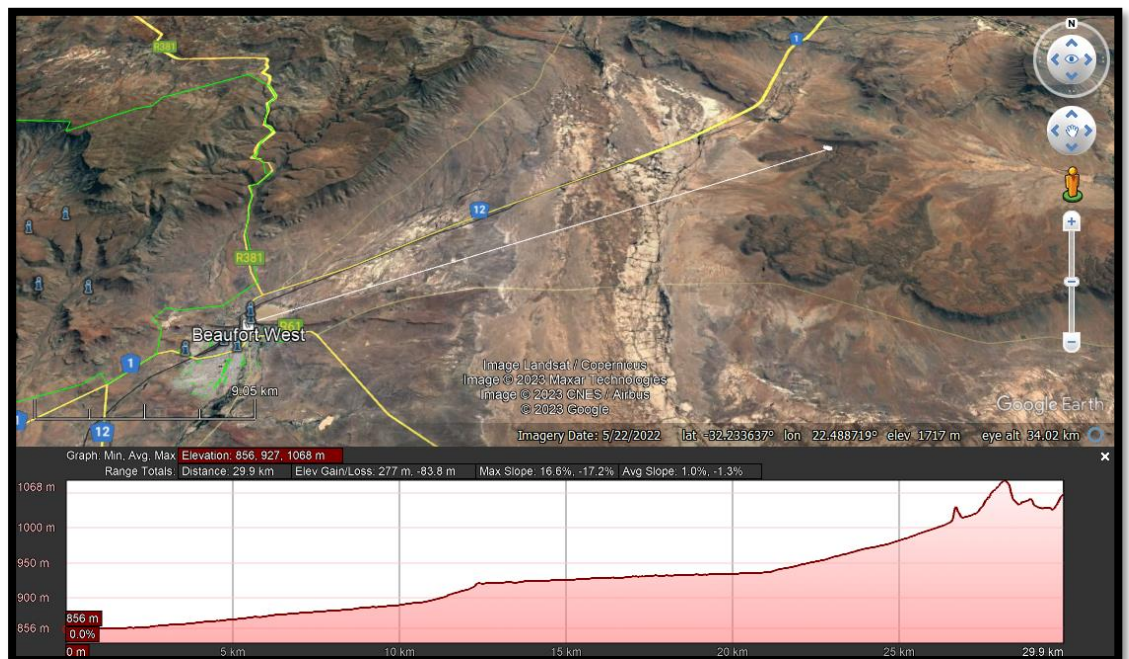 N
R381
1
12
R381
R61
Beaufort West
1
9.05 km
1
12
Image Landsat / Copernicus
Image © 2023 Maxar Technologies
Image © 2023 CNES / Airbus
© 2023 Google
Google Earth
Imagery Date: 5/22/2022 lat -32.233637° lon 22.488719° elev 1717 m eye alt 34.02 km
Graph: Min, Avg, Max Elevation: 856, 927, 1068 m
Range Totals: Distance: 29.9 km Elev Gain/Loss: 277 m, -83.8 m Max Slope: 16.6%, -17.2% Avg Slope: 1.0%, -1.3%
1068 m
1000 m
950 m
900 m
856 m
856 m
0.0%
0 m 5 km 10 km 15 km 20 km 25 km 29.9 km